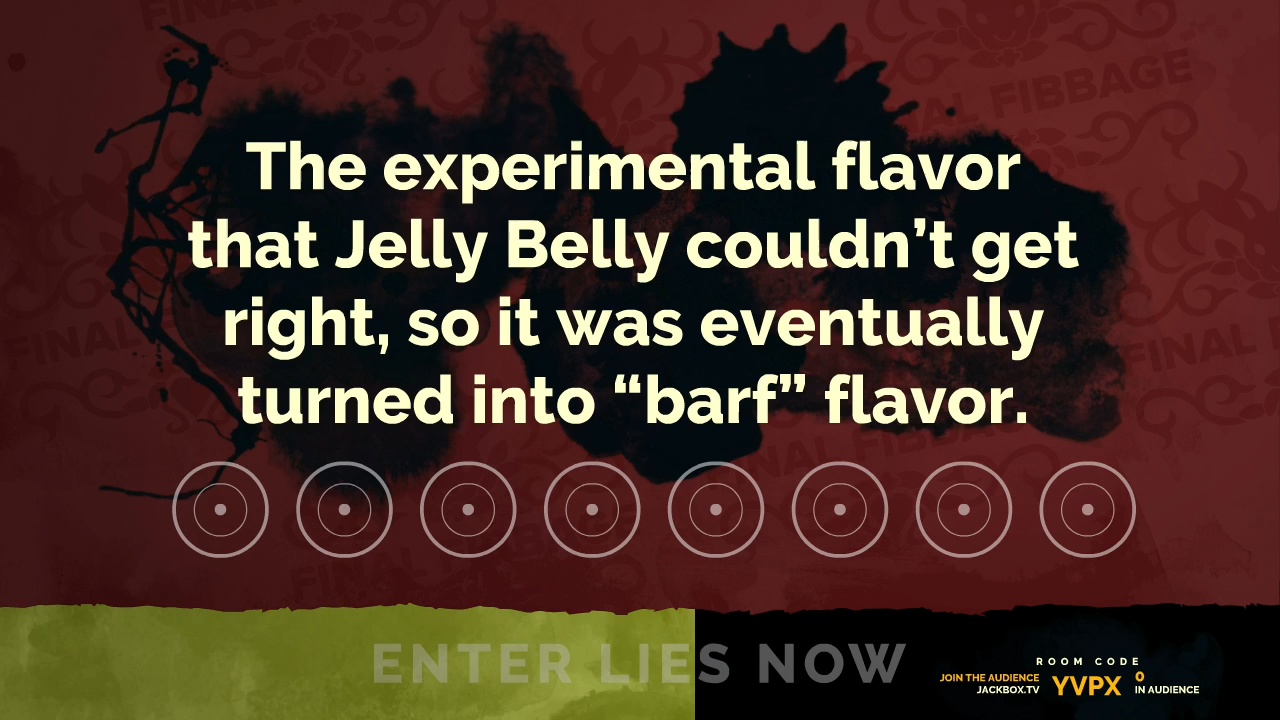 The experimental flavor
that Jelly Belly couldn’t get
right, so it was eventually
turned into “barf” flavor.
ENTER LIES NOW
ROOM CODE
JOIN THE AUDIENCE
JACKBOX.TV
YVPX
0
IN AUDIENCE